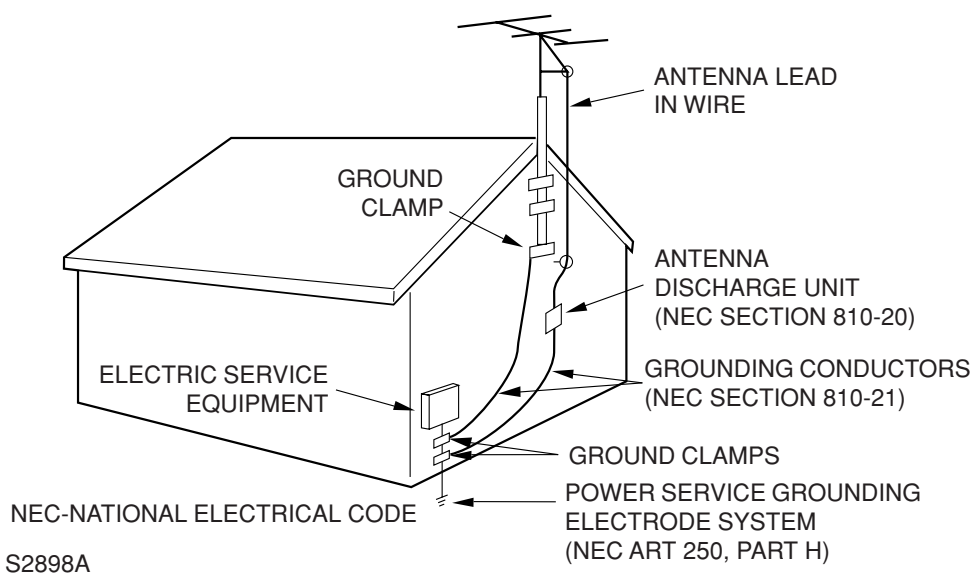 ANTENNA LEAD
IN WIRE
GROUND
CLAMP
ANTENNA
DISCHARGE UNIT
(NEC SECTION 810-20)
ELECTRIC SERVICE
EQUIPMENT
GROUNDING CONDUCTORS
(NEC SECTION 810-21)
GROUND CLAMPS
POWER SERVICE GROUNDING
ELECTRODE SYSTEM
(NEC ART 250, PART H)
NEC-NATIONAL ELECTRICAL CODE
S2898A